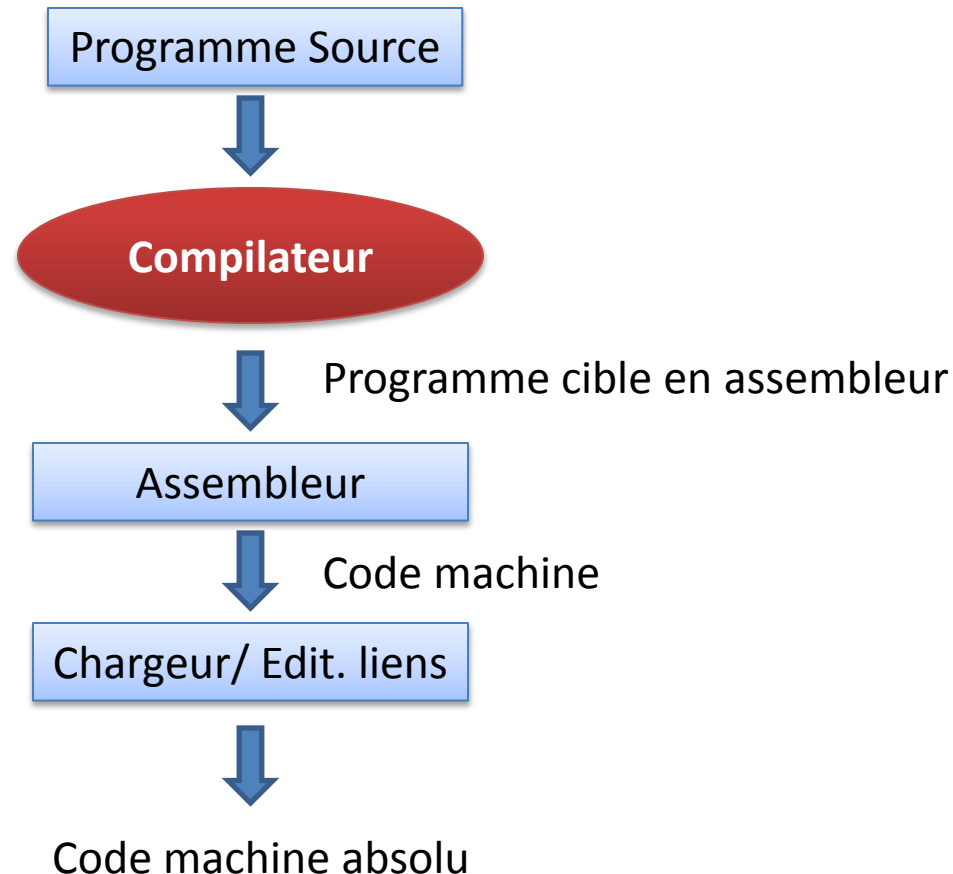 Programme Source
Compilateur
Programme cible en assembleur
Assembleur
Code machine
Chargeur/ Edit. liens
Code machine absolu